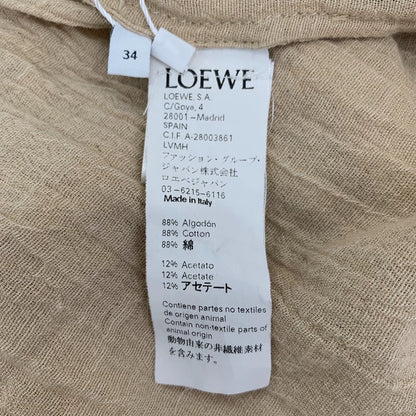 34
LOEWE
LOEWE, S.A.
C/Goya, 4
28001-Madrid
SPAIN
C.I.F. A-28003861
LVMH
ファッション・グループ・
ジャパン株式会社
ロエベジャパン
03-6215-6116
Made in Italy
88% Algodón
88% Cotton
88% 綿
12% Acetato
12% Acetate
12% アセテート
Contiene partes no textiles
de origen animal
Contain non-textile parts of
animal origin
動物由来の非繊維素材
を含みます。